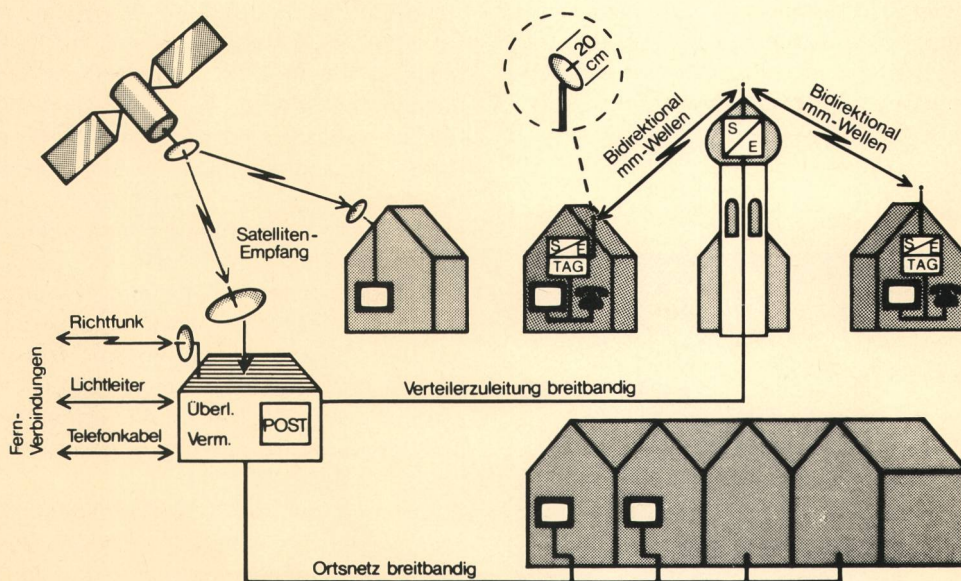 20
cm
Bidirektional
mm-Wellen
Bidirektional
mm-Wellen
S
E
Satelliten-
Empfang
S E
TAG
S E
TAG
Richtfunk
Lichtleiter
Telefonkabel
Fern-
Verbindungen
Überl.
Verm.
POST
Verteilerzuleitung breitbandig
Ortsnetz breitbandig